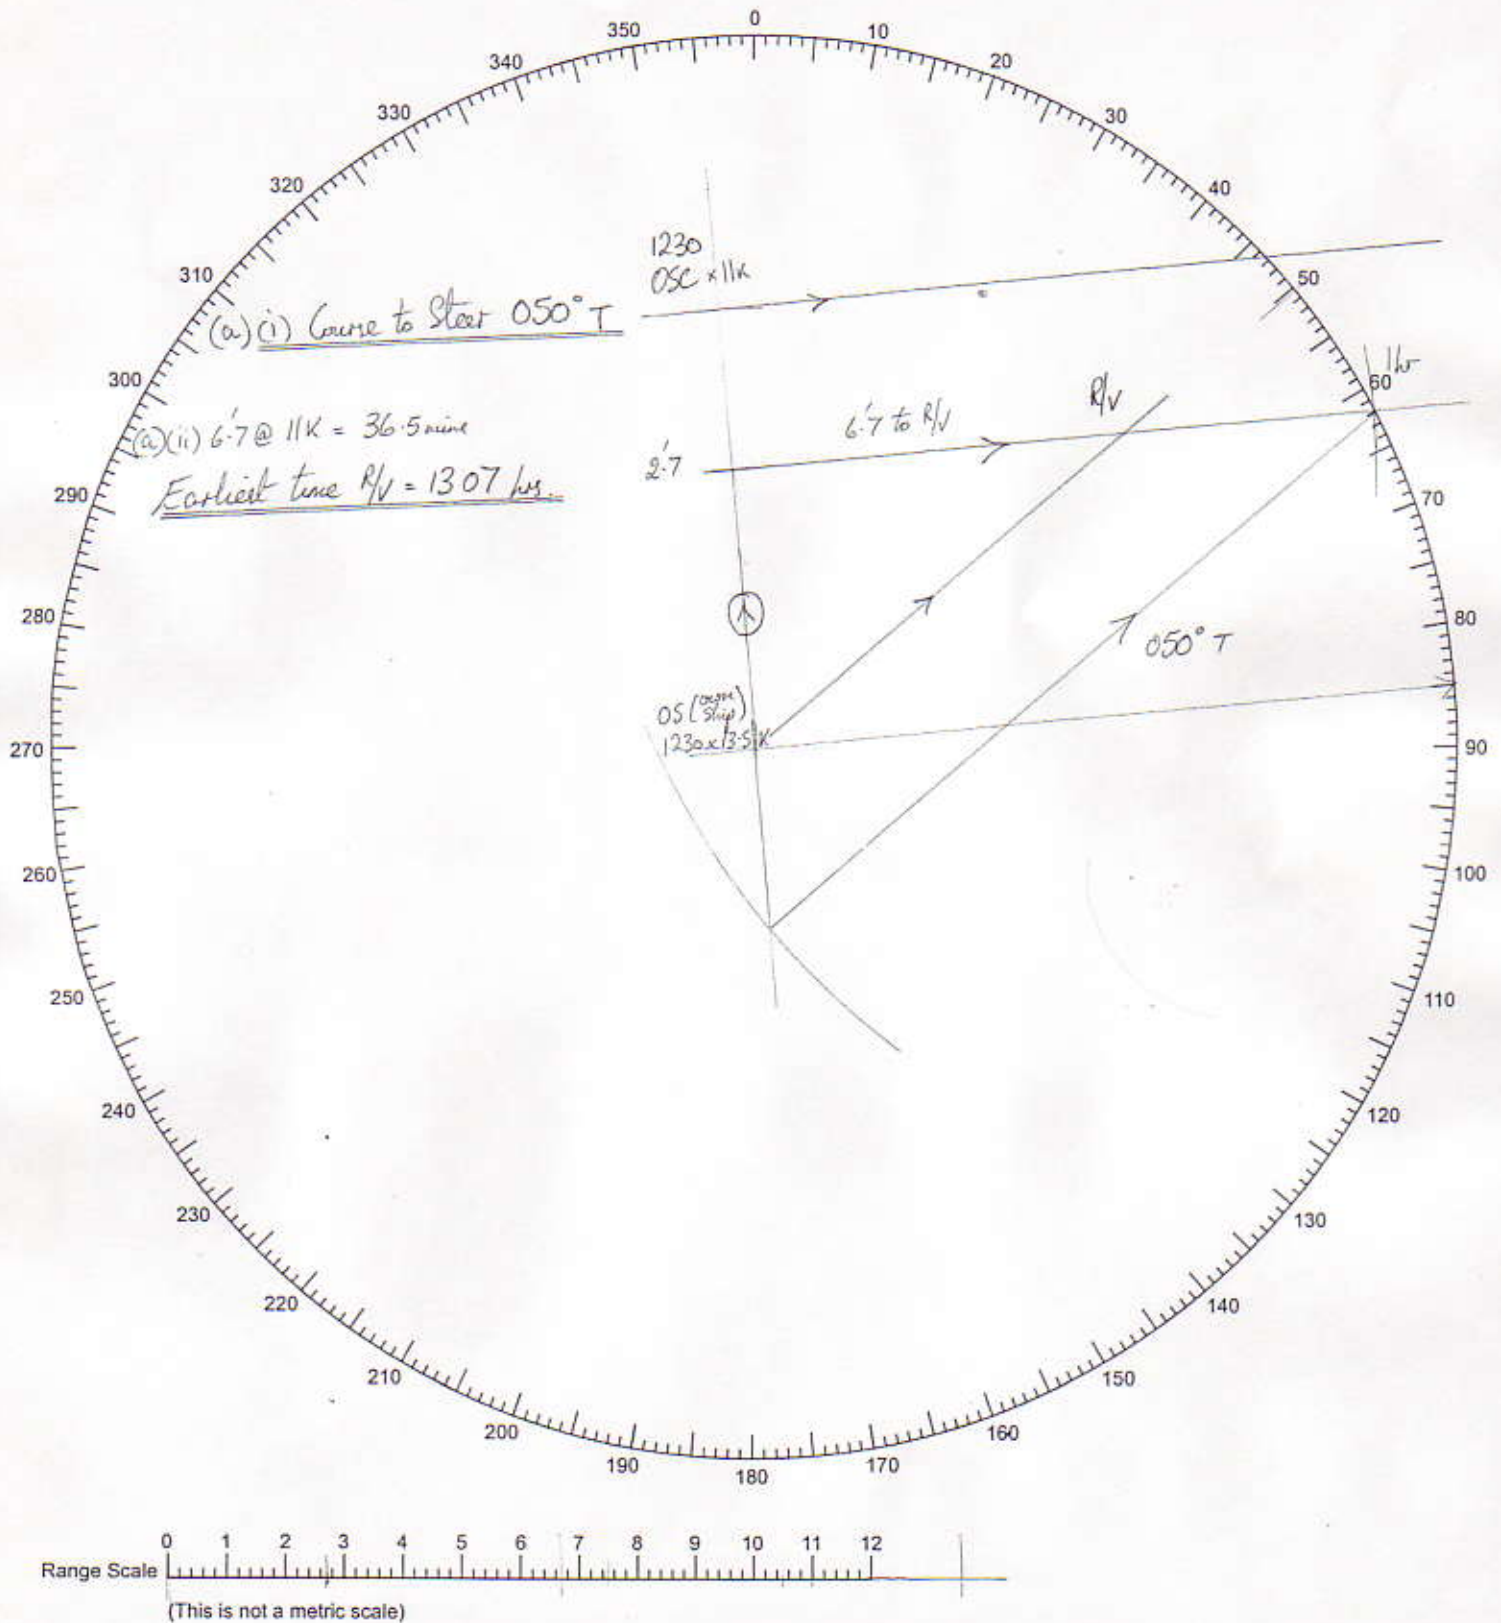 0
10
20
30
40
50
60
70
80
90
100
110
120
130
140
150
160
170
180
190
200
210
220
230
240
250
260
270
280
290
300
310
320
330
340
350
1230
OSC x 11K
(a)(i) Course to Steer 050° T
1hr
R/V
6'.7 to R/V
(a)(ii) 6'.7 @ 11K = 36.5 mins
2'.7
Earliest time R/V = 1307 hrs.
050° T
OS (own ship)
1230 x 13.5K
0 1 2 3 4 5 6 7 8 9 10 11 12
Range Scale
(This is not a metric scale)